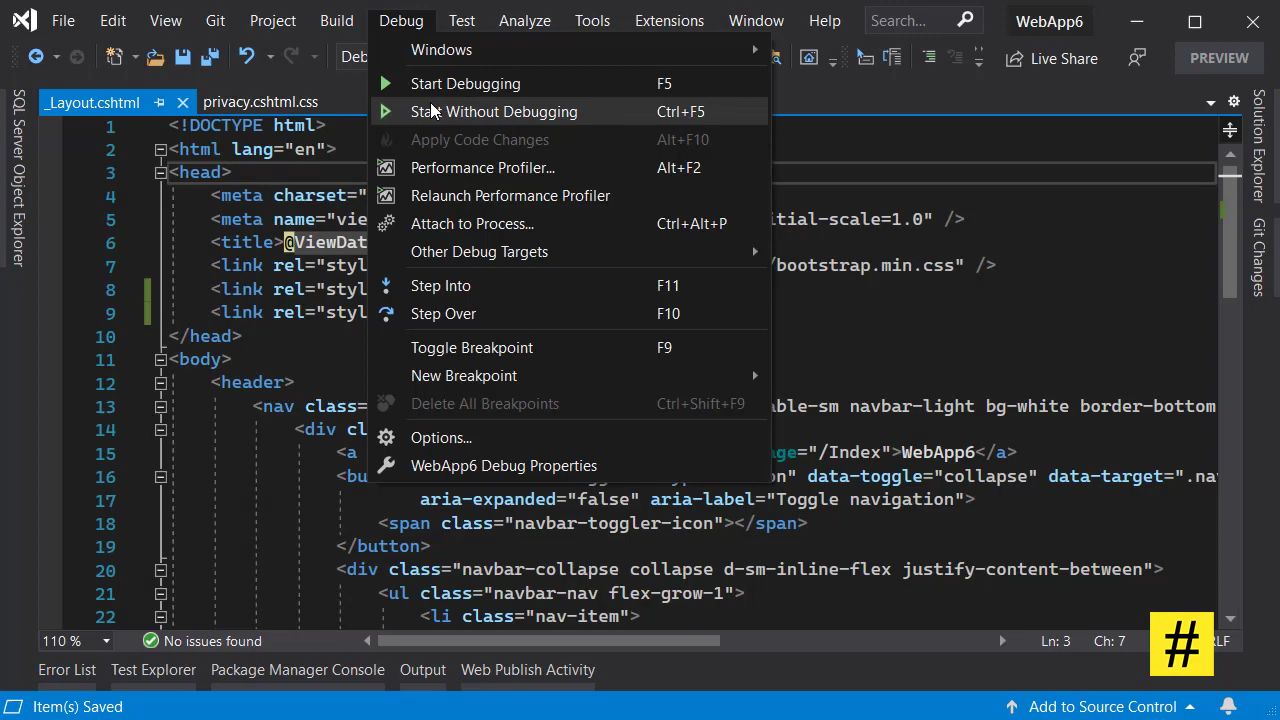 File Edit View Git Project Build Debug Test Analyze Tools Extensions Window Help Search... WebApp6
Live Share PREVIEW
_Layout.cshtml privacy.cshtml.css
Windows
Start Debugging F5
Start Without Debugging Ctrl+F5
Apply Code Changes Alt+F10
Performance Profiler... Alt+F2
Relaunch Performance Profiler
Attach to Process... Ctrl+Alt+P
Other Debug Targets
Step Into F11
Step Over F10
Toggle Breakpoint F9
New Breakpoint
Delete All Breakpoints Ctrl+Shift+F9
Options...
WebApp6 Debug Properties
1 <!DOCTYPE html>
2 <html lang="en">
3 <head>
4 <meta charset="
5 <meta name="vie itial-scale=1.0" />
6 <title>@ViewDat
7 <link rel="styl /bootstrap.min.css" />
8 <link rel="styl
9 <link rel="styl
10 </head>
11 <body>
12 <header>
13 <nav class= able-sm navbar-light bg-white border-bottom
14 <div cl
15 <a age="/Index">WebApp6</a>
16 <bu on" data-toggle="collapse" data-target=".na
17 aria-expanded="false" aria-label="Toggle navigation">
18 <span class="navbar-toggler-icon"></span>
19 </button>
20 <div class="navbar-collapse collapse d-sm-inline-flex justify-content-between">
21 <ul class="navbar-nav flex-grow-1">
22 <li class="nav-item">
SQL Server Object Explorer
Solution Explorer
Git Changes
110 % No issues found Ln: 3 Ch: 7
#
Error List Test Explorer Package Manager Console Output Web Publish Activity
Item(s) Saved Add to Source Control